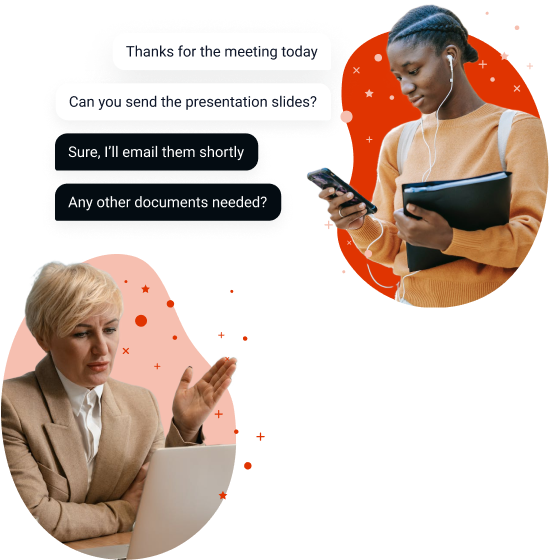 Thanks for the meeting today
Can you send the presentation slides?
Sure, I’ll email them shortly
Any other documents needed?